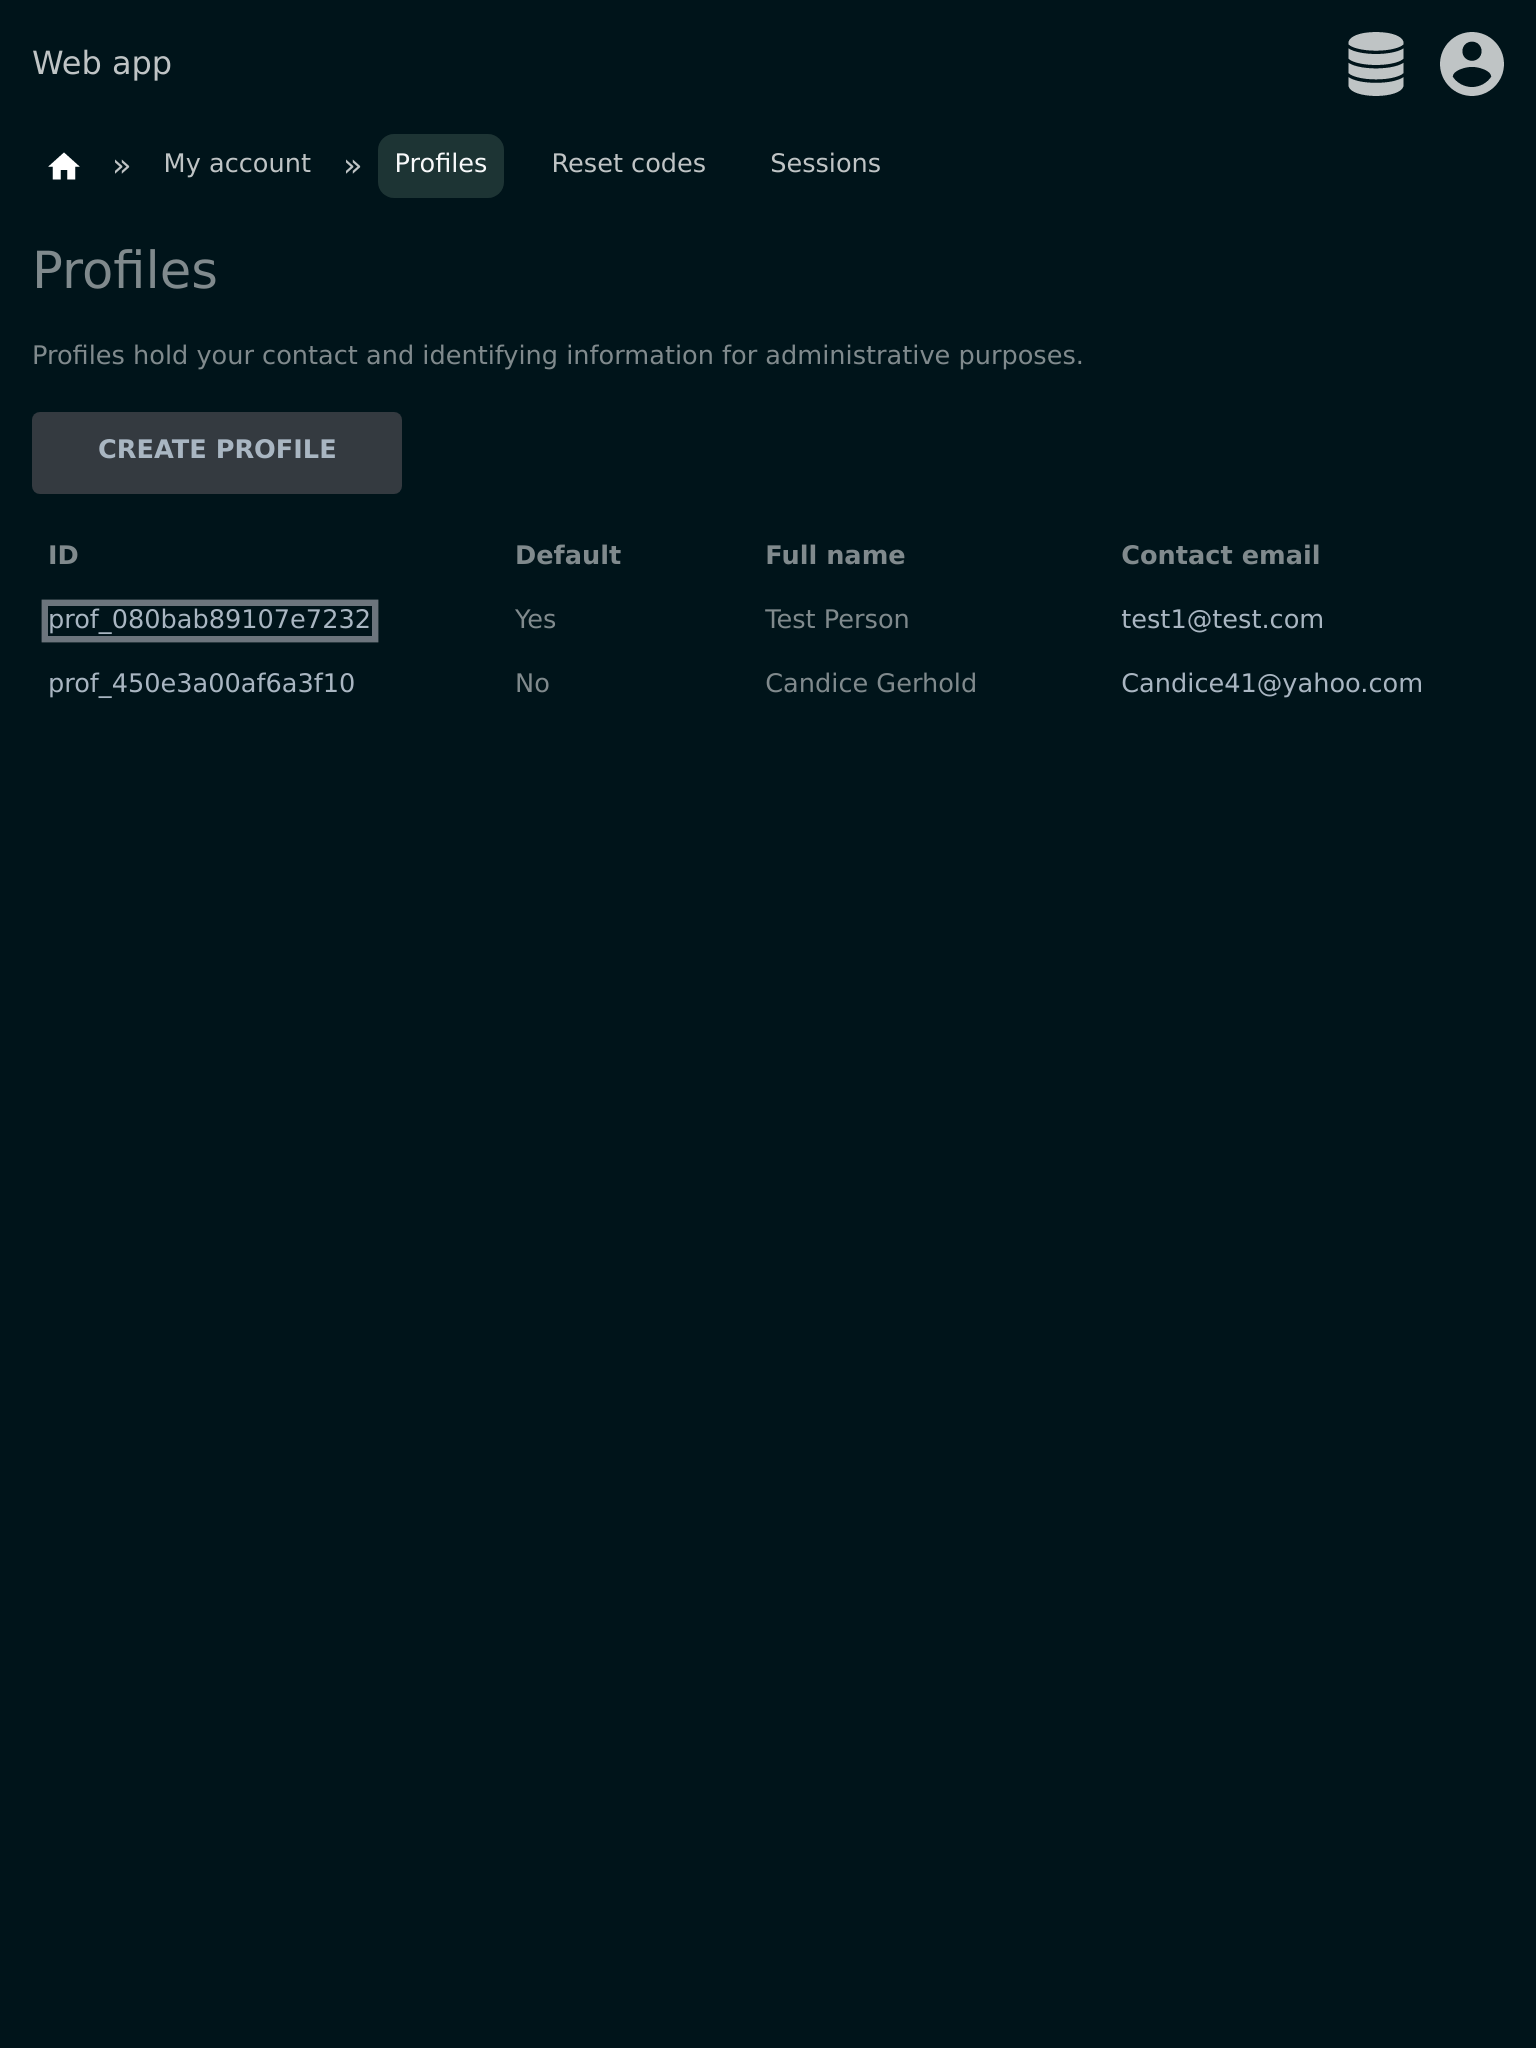 Web app
» My account » Profiles Reset codes Sessions
Profiles
Profiles hold your contact and identifying information for administrative purposes.
CREATE PROFILE
ID Default Full name Contact email
prof_080bab89107e7232 Yes Test Person test1@test.com
prof_450e3a00af6a3f10 No Candice Gerhold Candice41@yahoo.com